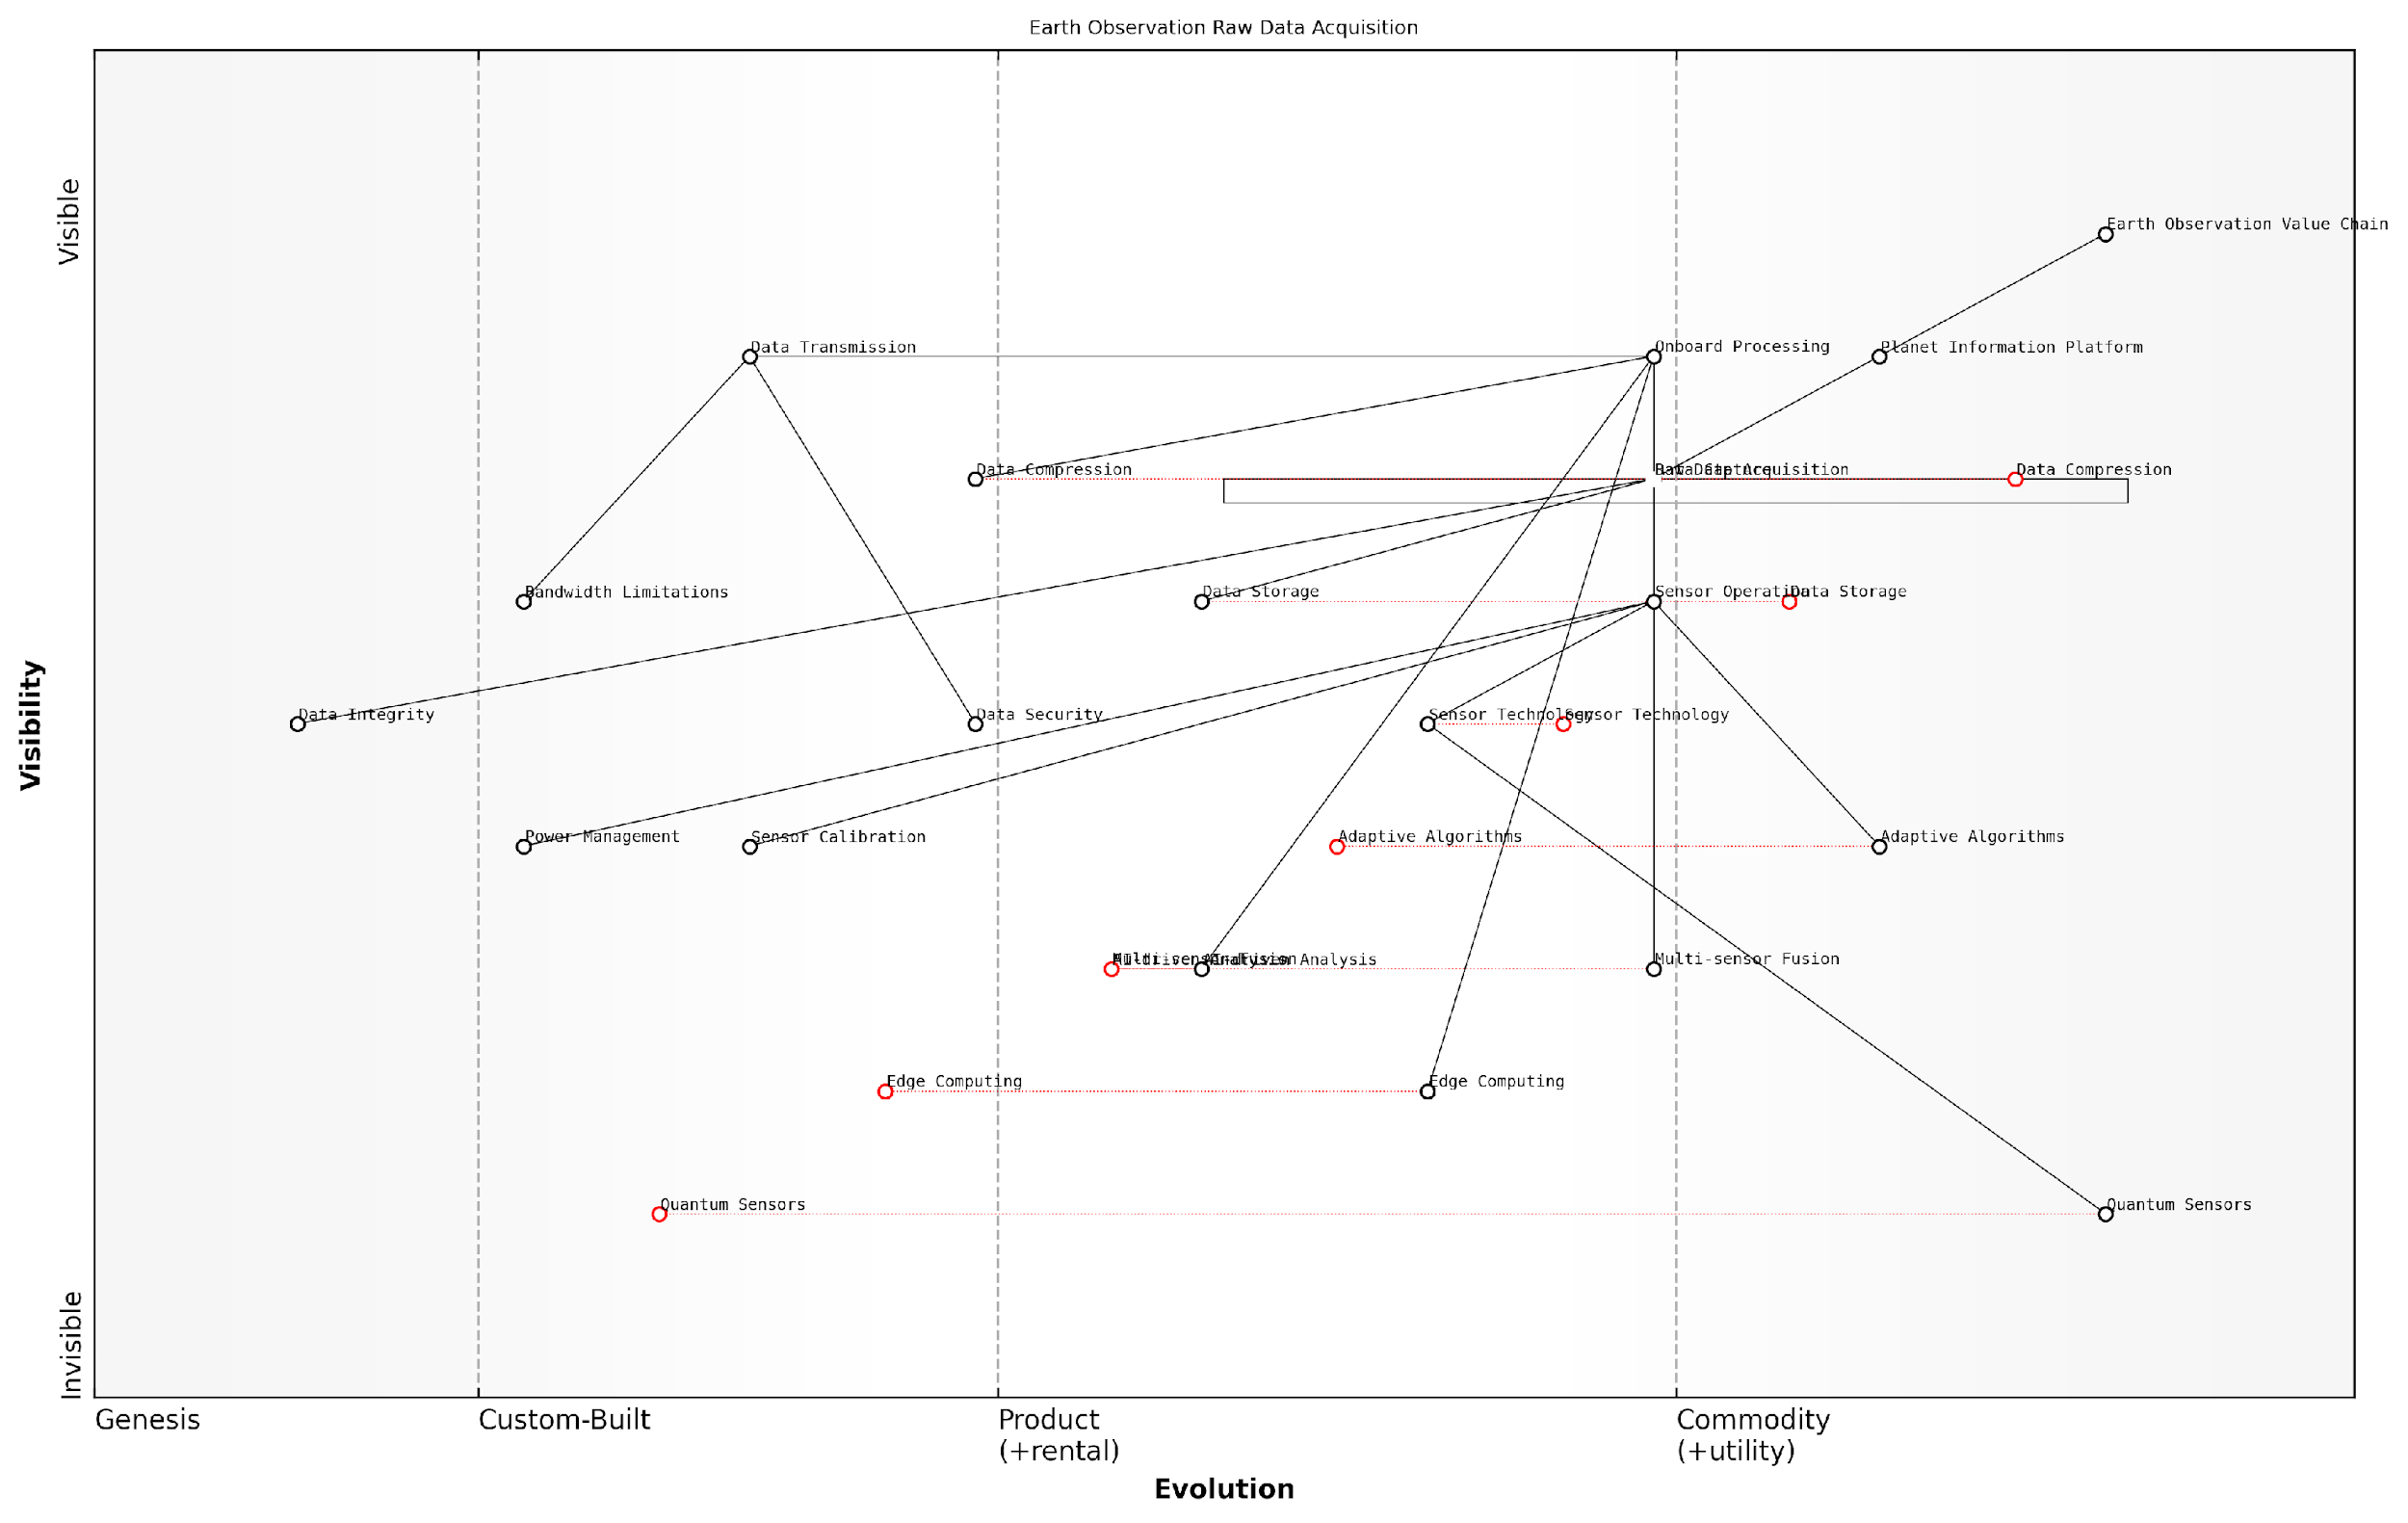 Earth Observation Raw Data Acquisition
Visible
Earth Observation Value Chain
Data Transmission
Onboard Processing
Planet Information Platform
Data Compression
Acquisition
Data Compression
Bandwidth Limitations
Data Storage
Sensor Operation
Data Storage
Data Integrity
Data Security
Sensor Technology
Sensor Technology
Visibility
Power Management
Sensor Calibration
Adaptive Algorithms
Adaptive Algorithms
Analysis
Multi-sensor Fusion
Edge Computing
Edge Computing
Quantum Sensors
Quantum Sensors
Invisible
Genesis
Custom-Built
Product
(+rental)
Commodity
(+utility)
Evolution